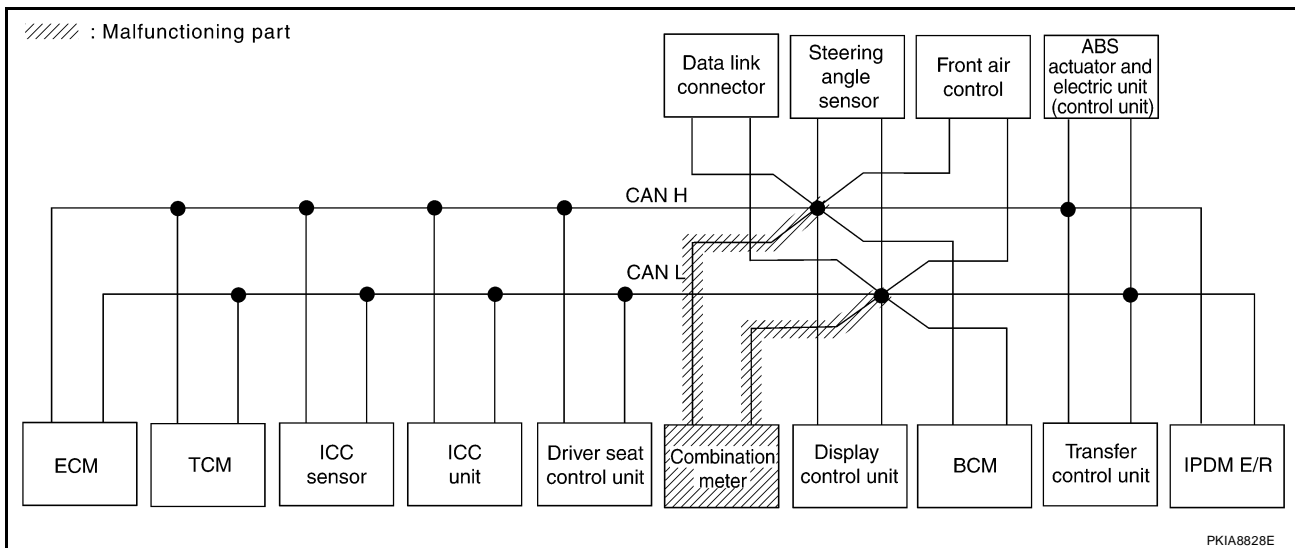 : Malfunctioning part
Data link
connector
Steering
angle
sensor
Front air
control
ABS
actuator and
electric unit
(control unit)
CAN H
CAN L
ECM
TCM
ICC
sensor
ICC
unit
Driver seat
control unit
Combination
meter
Display
control unit
BCM
Transfer
control unit
IPDM E/R
PKIA8828E